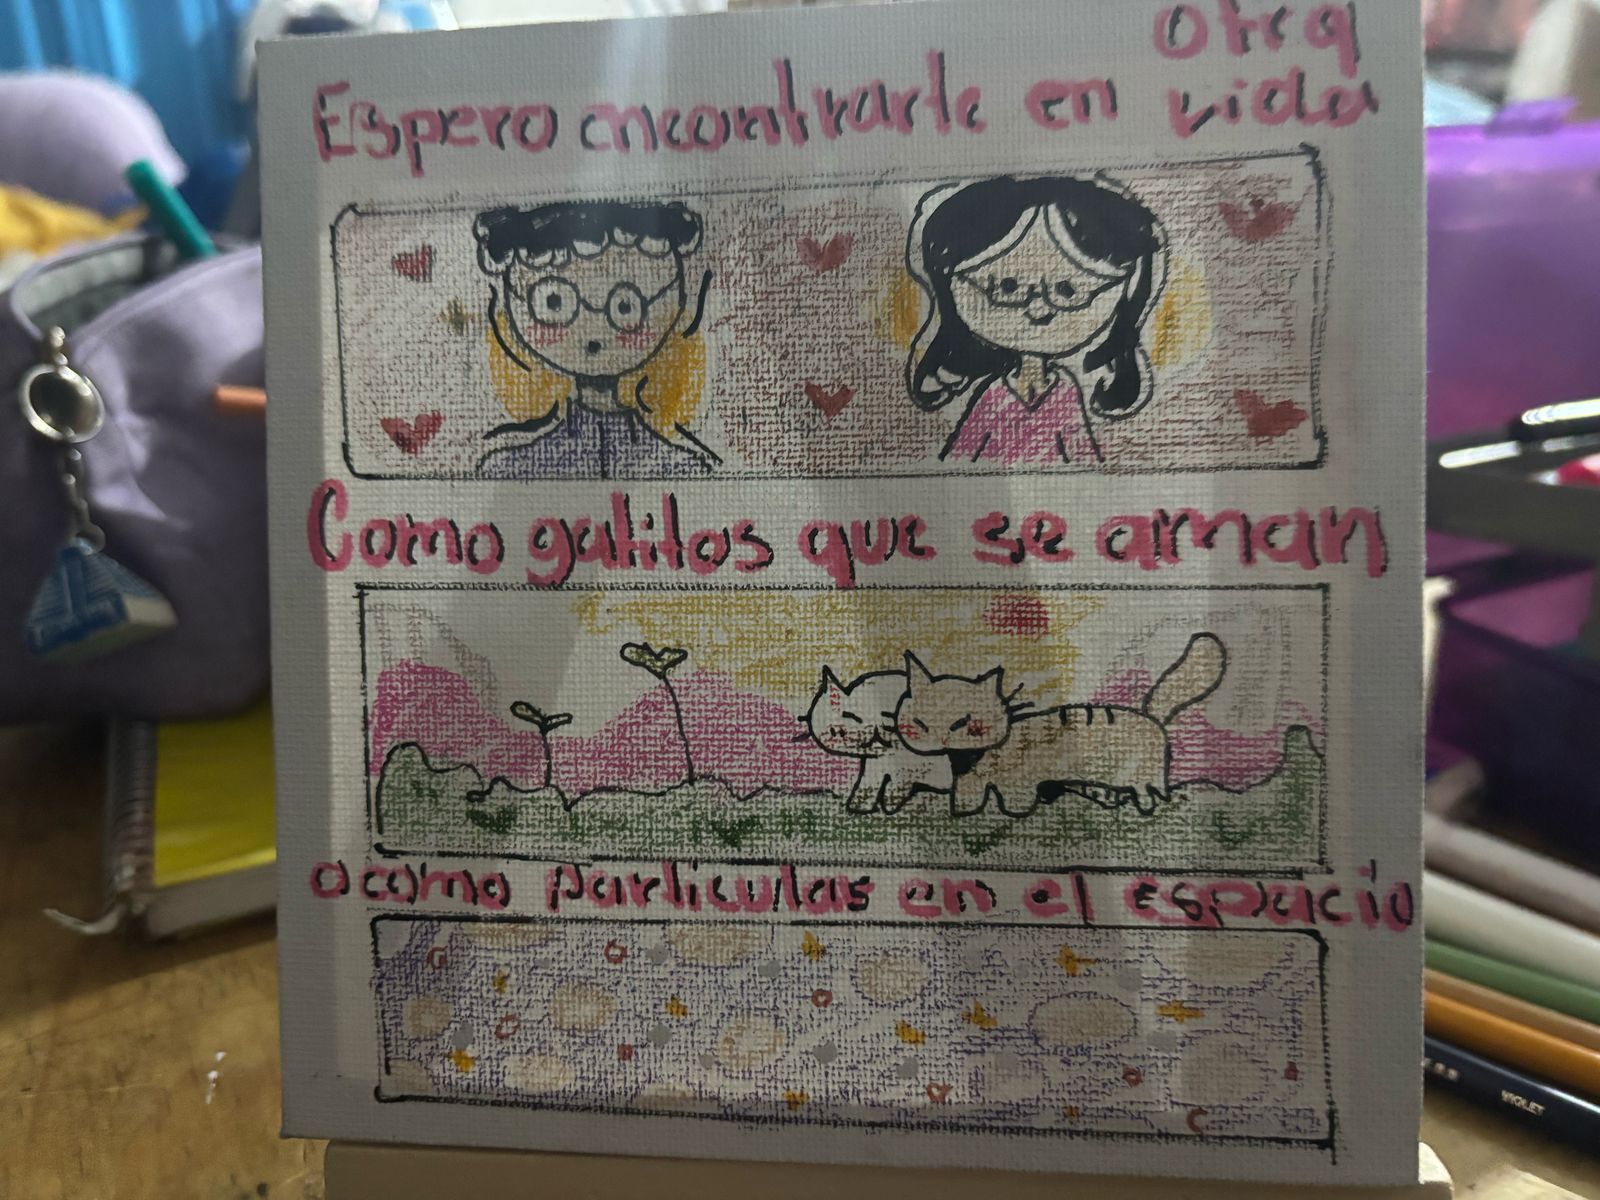 Espero encontrarte en otra vida
Como gatitos que se aman
o como particulas en el espacio
VIOLET